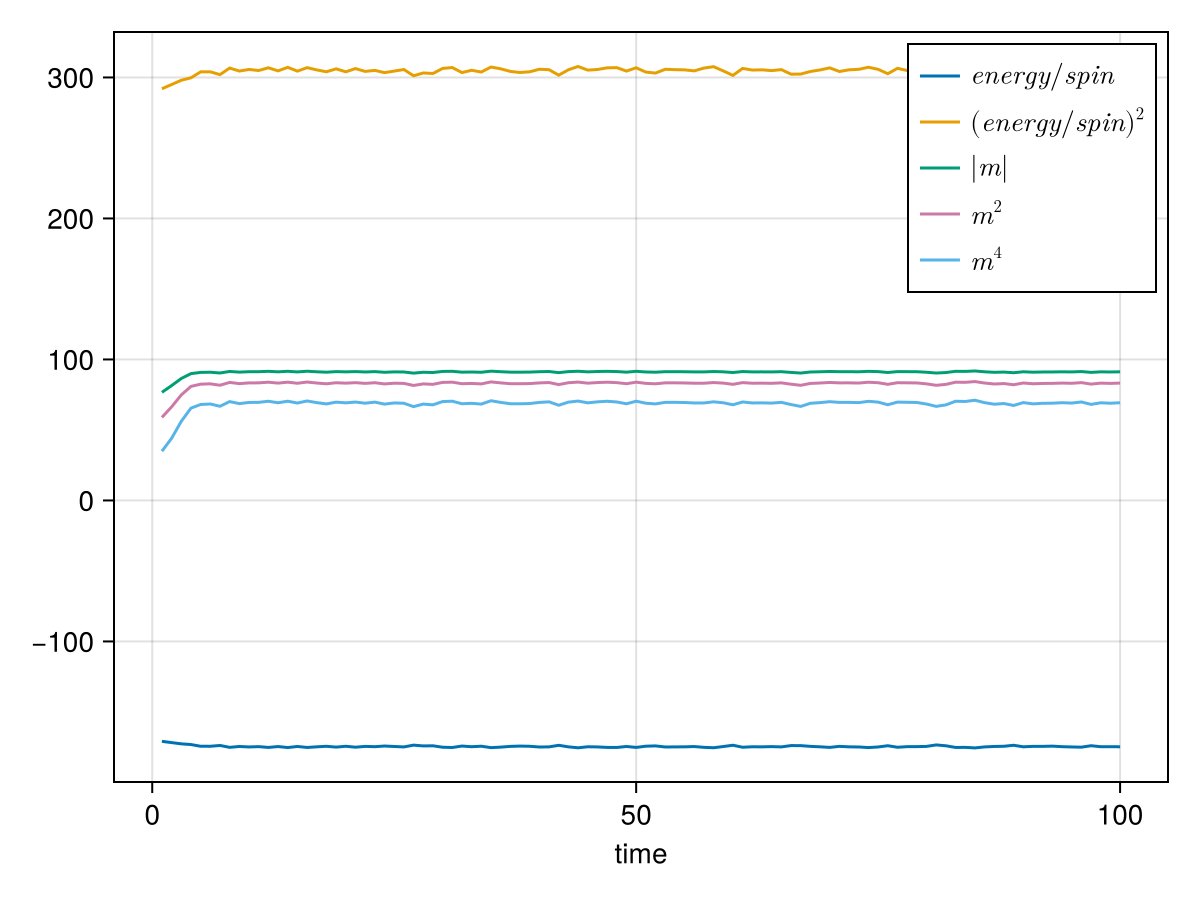 300
200
100
0
−100
energy/spin
(energy/spin)²
|m|
m²
m⁴
0 50 100
time